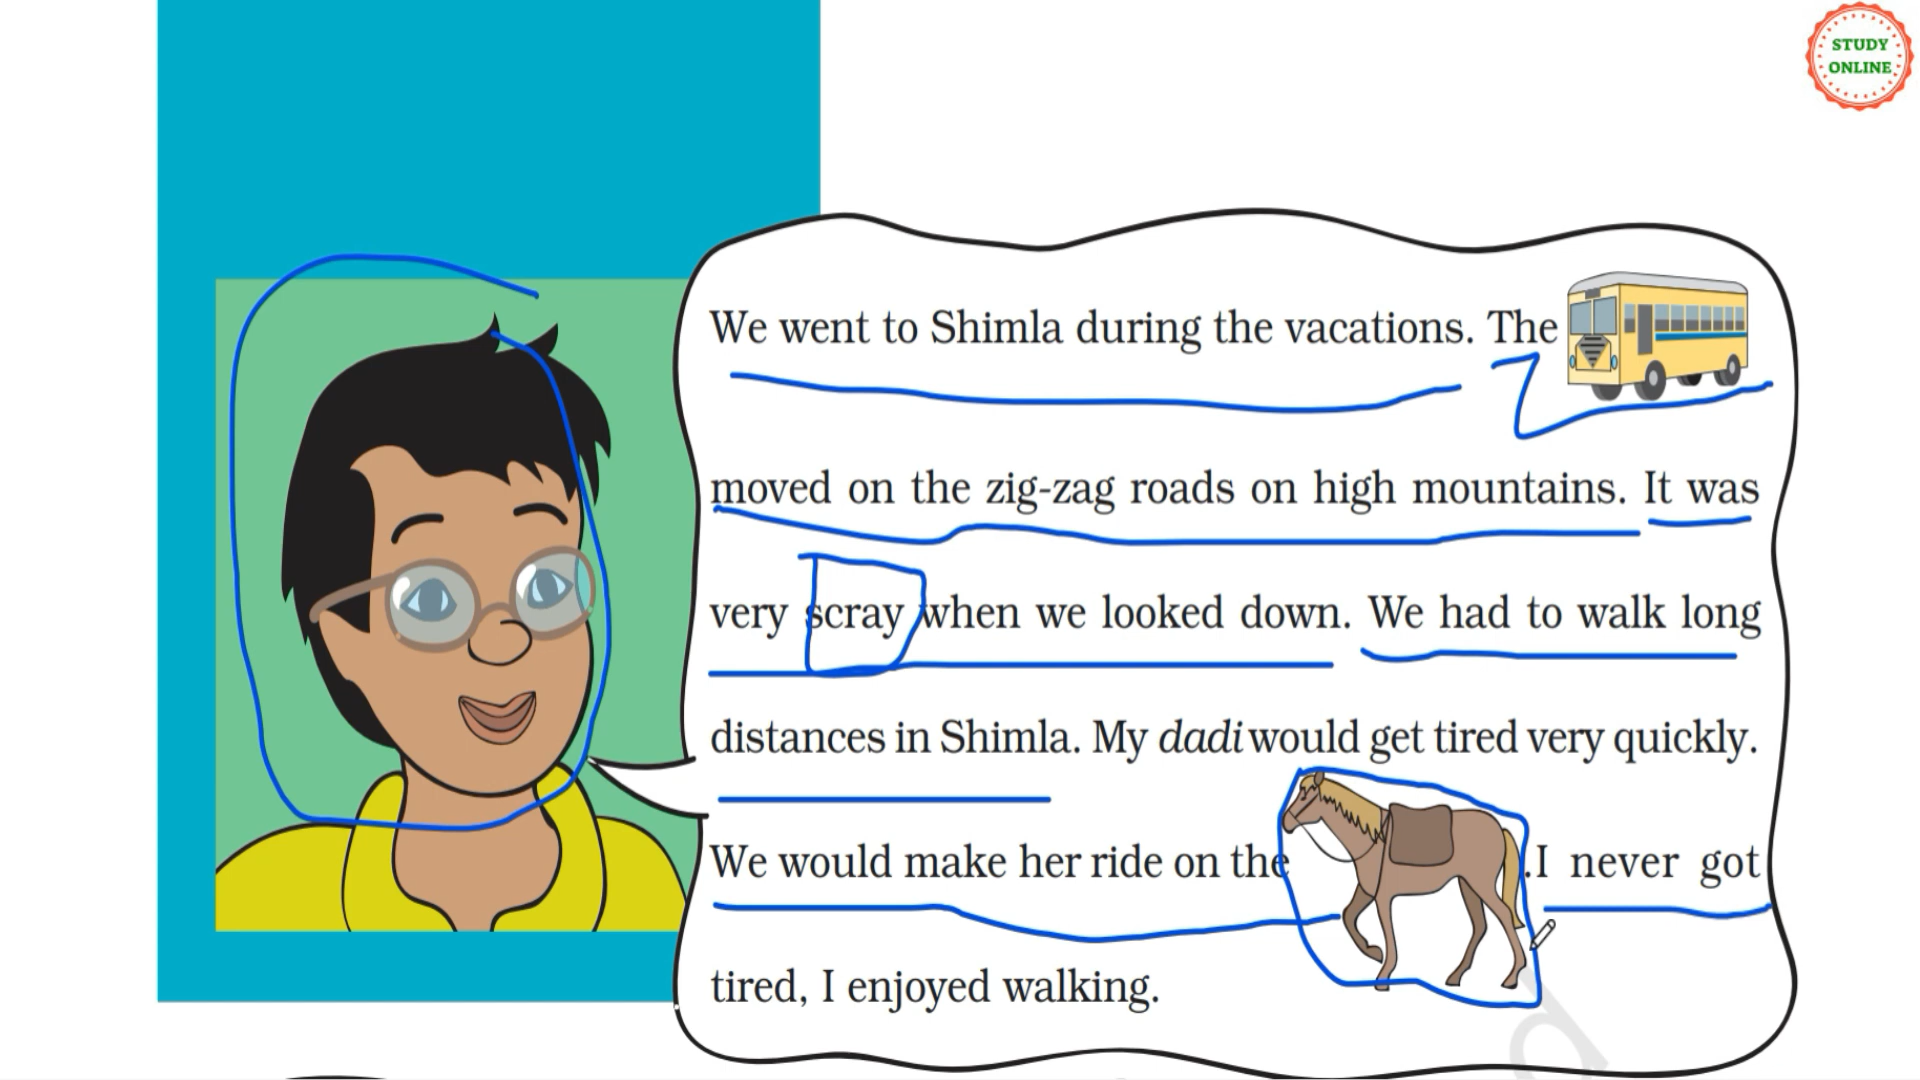 STUDY
ONLINE
We went to Shimla during the vacations. The
moved on the zig-zag roads on high mountains. It was
very scray when we looked down. We had to walk long
distances in Shimla. My dadi would get tired very quickly.
We would make her ride on the .I never got
tired, I enjoyed walking.
d